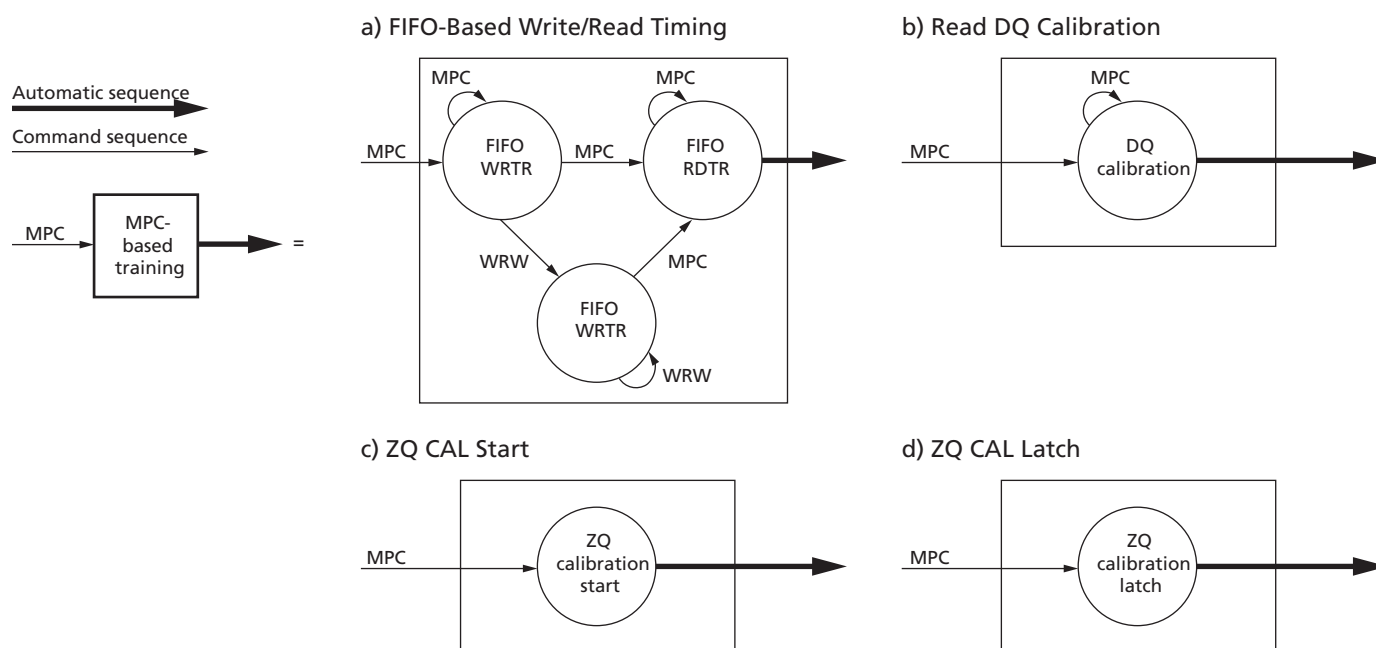 Automatic sequence
Command sequence
MPC
MPC-
based
training
=
a) FIFO-Based Write/Read Timing
MPC
MPC
MPC
FIFO
WRTR
MPC
FIFO
RDTR
WRW
MPC
FIFO
WRTR
WRW
b) Read DQ Calibration
MPC
MPC
DQ
calibration
c) ZQ CAL Start
MPC
ZQ
calibration
start
d) ZQ CAL Latch
MPC
ZQ
calibration
latch